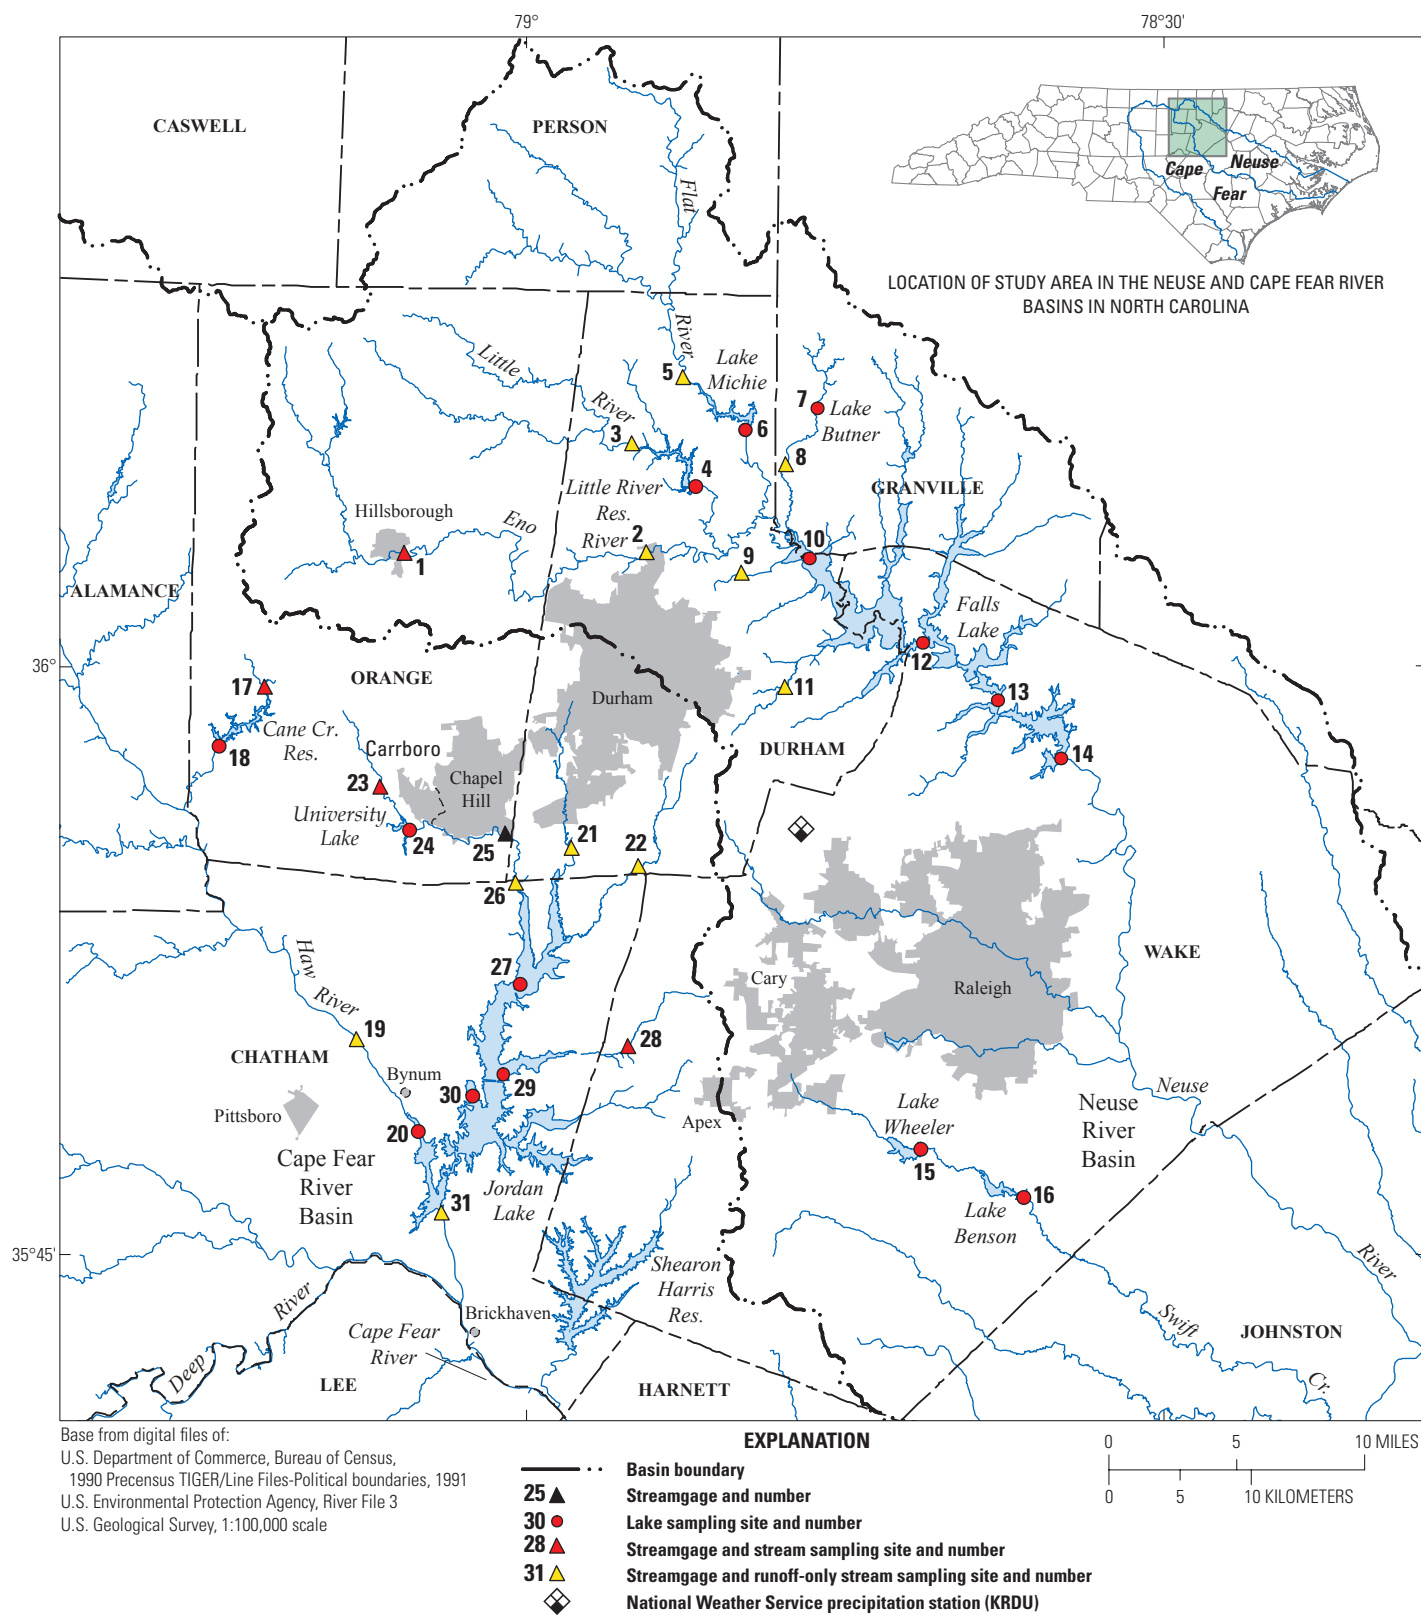 79°
78°30'
CASWELL
PERSON
Flat
River
Cape
Neuse
Fear
LOCATION OF STUDY AREA IN THE NEUSE AND CAPE FEAR RIVER
BASINS IN NORTH CAROLINA
Little
River
5
Lake
Michie
7
Lake
Butner
6
3
8
4
GRANVILLE
Little River
Res.
Hillsborough
Eno
River
2
10
1
9
ALAMANCE
Falls
Lake
12
36°
ORANGE
17
11
13
Durham
Cane Cr.
Res.
18
Carrboro
DURHAM
14
23
Chapel
Hill
University
Lake
24
25
21
22
26
Haw
River
WAKE
27
Cary
Raleigh
19
28
CHATHAM
Bynum
29
30
Neuse
Pittsboro
20
Apex
Lake
Wheeler
Neuse
River
Basin
Cape Fear
River
Basin
15
Jordan
Lake
16
31
Lake
Benson
35°45'
Shearon
Harris
Res.
River
River
Brickhaven
Swift
Cape Fear
River
JOHNSTON
Deep
LEE
HARNETT
Cr.
Base from digital files of:
U.S. Department of Commerce, Bureau of Census,
1990 Precensus TIGER/Line Files-Political boundaries, 1991
U.S. Environmental Protection Agency, River File 3
U.S. Geological Survey, 1:100,000 scale
EXPLANATION
Basin boundary
25 Streamgage and number
30 Lake sampling site and number
28 Streamgage and stream sampling site and number
31 Streamgage and runoff-only stream sampling site and number
National Weather Service precipitation station (KRDU)
0 5 10 MILES
0 5 10 KILOMETERS